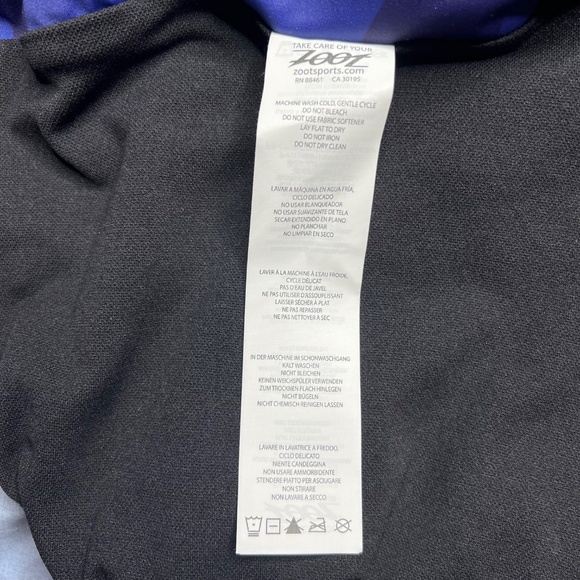 TAKE CARE OF YOUR
ZOOT
zootsports.com
RN 88461 CA 30195
MACHINE WASH COLD, GENTLE CYCLE
DO NOT BLEACH
DO NOT USE FABRIC SOFTENER
LAY FLAT TO DRY
DO NOT IRON
DO NOT DRY CLEAN
LAVAR A MÁQUINA EN AGUA FRÍA,
CICLO DELICADO
NO USAR BLANQUEADOR
NO USAR SUAVIZANTE DE TELA
SECAR EXTENDIDO EN PLANO
NO PLANCHAR
NO LIMPIAR EN SECO
LAVER À LA MACHINE À L'EAU FROIDE,
CYCLE DÉLICAT
PAS D'EAU DE JAVEL
NE PAS UTILISER D'ASSOUPLISSANT
LAISSER SÉCHER À PLAT
NE PAS REPASSER
NE PAS NETTOYER À SEC
IN DER MASCHINE IM SCHONWASCHGANG
KALT WASCHEN
NICHT BLEICHEN
KEINEN WEICHSPÜLER VERWENDEN
ZUM TROCKNEN FLACH HINLEGEN
NICHT BÜGELN
NICHT CHEMISCH REINIGEN LASSEN
LAVARE IN LAVATRICE A FREDDO,
CICLO DELICATO
NIENTE CANDEGGINA
NON USARE AMMORBIDENTE
STENDERE PIATTO PER ASCIUGARE
NON STIRARE
NON LAVARE A SECCO